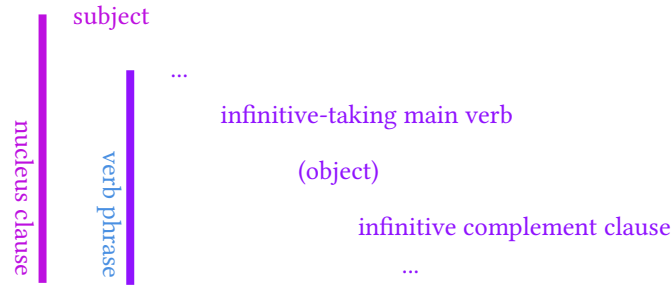 subject
...
infinitive-taking main verb
(object)
infinitive complement clause
...
nucleus clause
verb phrase